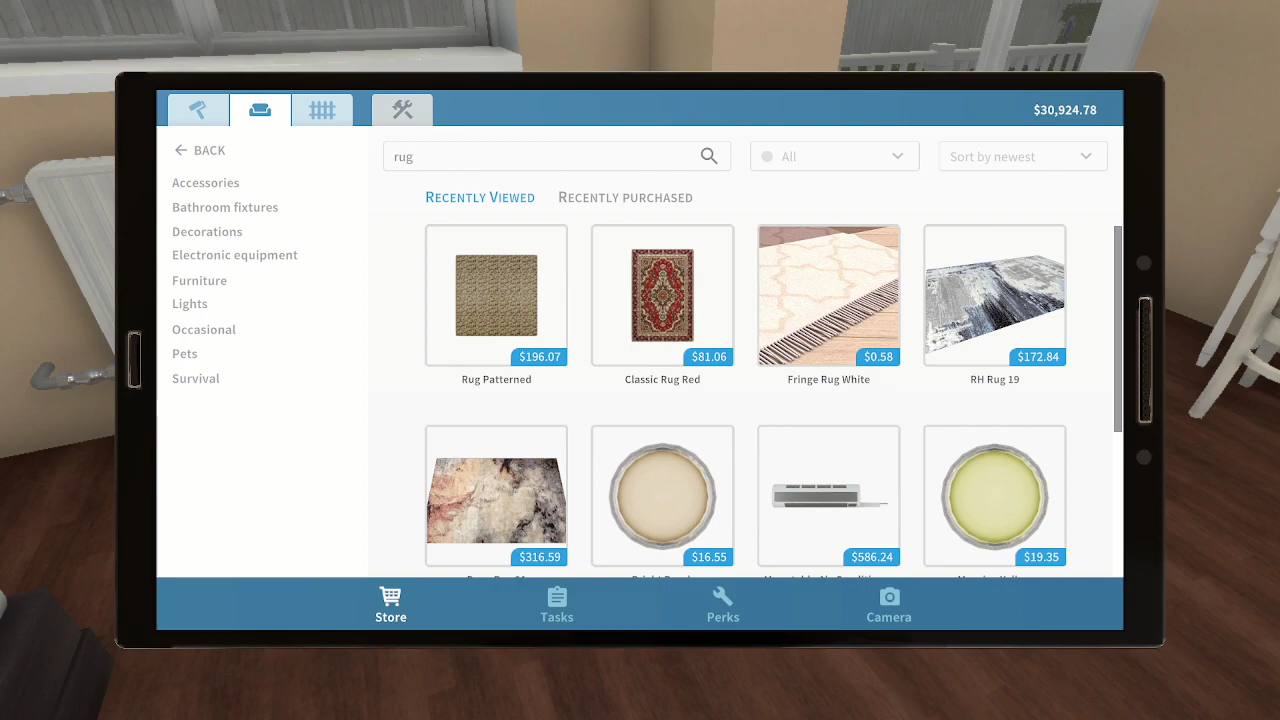 $30,924.78
BACK
rug
All
Sort by newest
Accessories
Bathroom fixtures
Decorations
Electronic equipment
Furniture
Lights
Occasional
Pets
Survival
RECENTLY VIEWED
RECENTLY PURCHASED
$196.07
$81.06
$0.58
$172.84
Rug Patterned
Classic Rug Red
Fringe Rug White
RH Rug 19
$316.59
$16.55
$586.24
$19.35
Store
Tasks
Perks
Camera